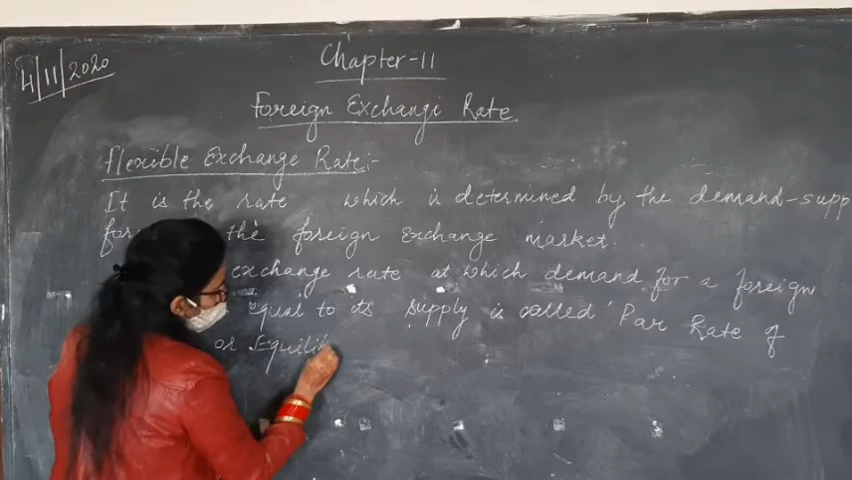 4/11/2020
Chapter-11
Foreign Exchange Rate
Flexible Exchange Rate:-
It is the rate which is determined by the demand-supp
for the foreign exchange market.
exchange rate at which demand for a foreign
equal to its supply is called 'Par Rate of
or Equilib